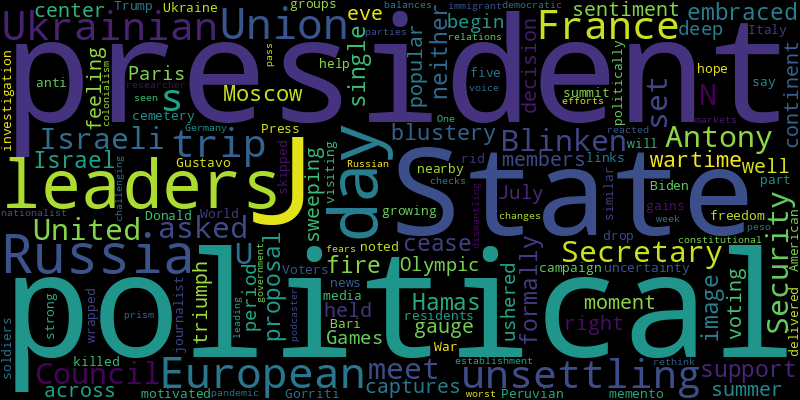 center Trump Ukraine groups eve balances democratic immigrant sentiment embraced
Ukrainian Union single popular neither begin parties relations France deep Italy
president
investigation anti feeling colonialism Paris researcher s seen Moscow help five decision pass voice summit efforts politically set hope N markets say continent
cemetery Germany Press One reacted will
Israeli trip day blustery Blinken Antony
Israel Gustavo skipped sweeping visiting Russian nearby members links rid checks wartime well
leaders J State
nationalist challenging Donald World growing July similar Biden gains week freedom part
United asked fears noted cease dismantling changes drop constitutional peso American
Russia U Voters government fire Olympic formally Secretary Security delivered
political
soldiers strong wrapped prism journalist triumph period leading proposal podcaster news media held Bari Games residents War Hamas gauge ushered campaign uncertainty moment right image voting
Council killed European meet establishment unsettling rethink support
across motivated pandemic Gorriti captures worst Peruvian memento summer